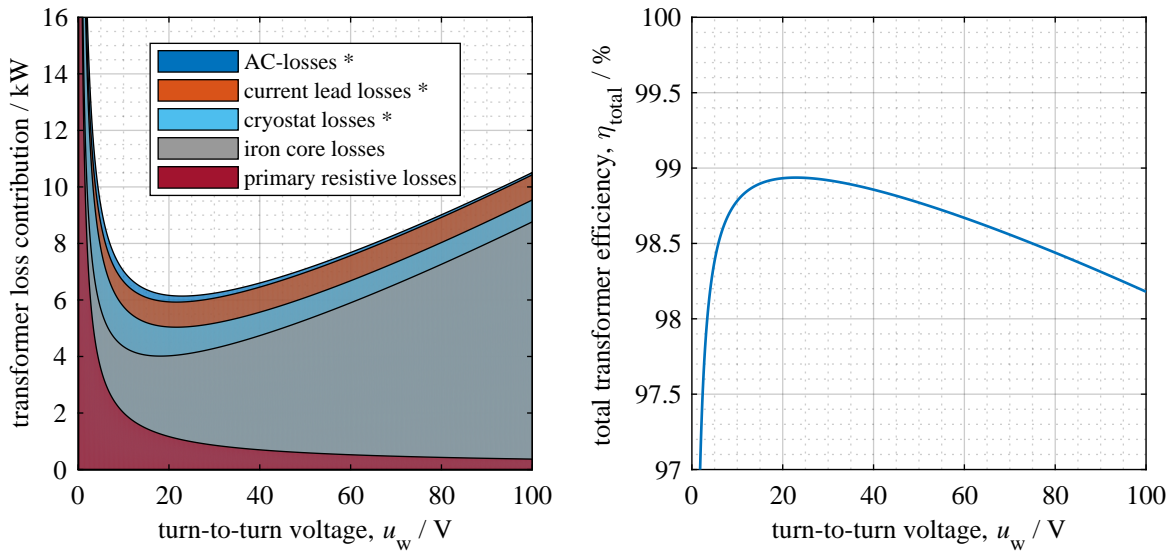 transformer loss contribution / kW
16
14
12
10
8
6
4
2
0
AC-losses *
current lead losses *
cryostat losses *
iron core losses
primary resistive losses
0 20 40 60 80 100
turn-to-turn voltage, u_w / V
total transformer efficiency, η_total / %
100
99.5
99
98.5
98
97.5
97
0 20 40 60 80 100
turn-to-turn voltage, u_w / V